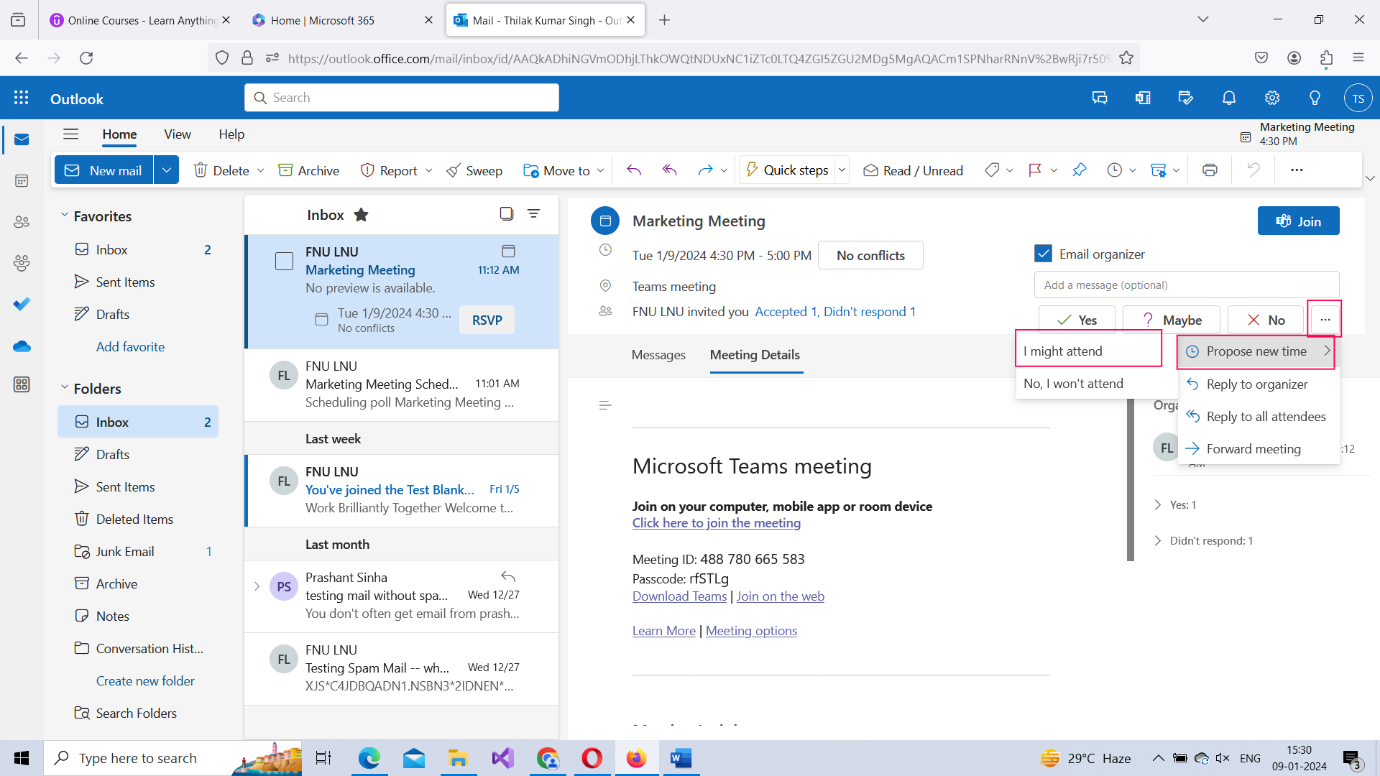 Online Courses - Learn Anything
Home | Microsoft 365
Mail - Thilak Kumar Singh - Out
https://outlook.office.com/mail/inbox/id/AAQkADhiNGVmODhjLThkOWQtNDUxNC1iZTc0LTQ4ZGI5ZGU2MDg5MgAQACm1SPNharRNnV%2BwRji7r50%
Outlook
Search
TS
Home View Help
Marketing Meeting
4:30 PM
New mail Delete Archive Report Sweep Move to Quick steps Read / Unread
Favorites
Inbox 2
Sent Items
Drafts
Add favorite
Folders
Inbox 2
Drafts
Sent Items
Deleted Items
Junk Email 1
Archive
Notes
Conversation Hist...
Create new folder
Search Folders
Inbox
FNU LNU
Marketing Meeting 11:12 AM
No preview is available.
Tue 1/9/2024 4:30 ...
No conflicts
RSVP
FL
FNU LNU
Marketing Meeting Sched... 11:01 AM
Scheduling poll Marketing Meeting ...
Last week
FL
FNU LNU
You've joined the Test Blank... Fri 1/5
Work Brilliantly Together Welcome t...
Last month
PS
Prashant Sinha
testing mail without spa... Wed 12/27
You don't often get email from prash...
FL
FNU LNU
Testing Spam Mail -- wh... Wed 12/27
XJS*C4JDBQADN1.NSBN3*2IDNEN*...
Marketing Meeting
Join
Tue 1/9/2024 4:30 PM - 5:00 PM No conflicts
Email organizer
Teams meeting
Add a message (optional)
FNU LNU invited you Accepted 1, Didn't respond 1
Yes Maybe No ...
I might attend
No, I won't attend
Propose new time
Reply to organizer
Reply to all attendees
Forward meeting
Messages Meeting Details
Orga
FL
:12
AM
Yes: 1
Didn't respond: 1
Microsoft Teams meeting
Join on your computer, mobile app or room device
Click here to join the meeting
Meeting ID: 488 780 665 583
Passcode: rfSTLg
Download Teams | Join on the web
Learn More | Meeting options
Type here to search
29°C Haze
ENG
15:30
09-01-2024
3